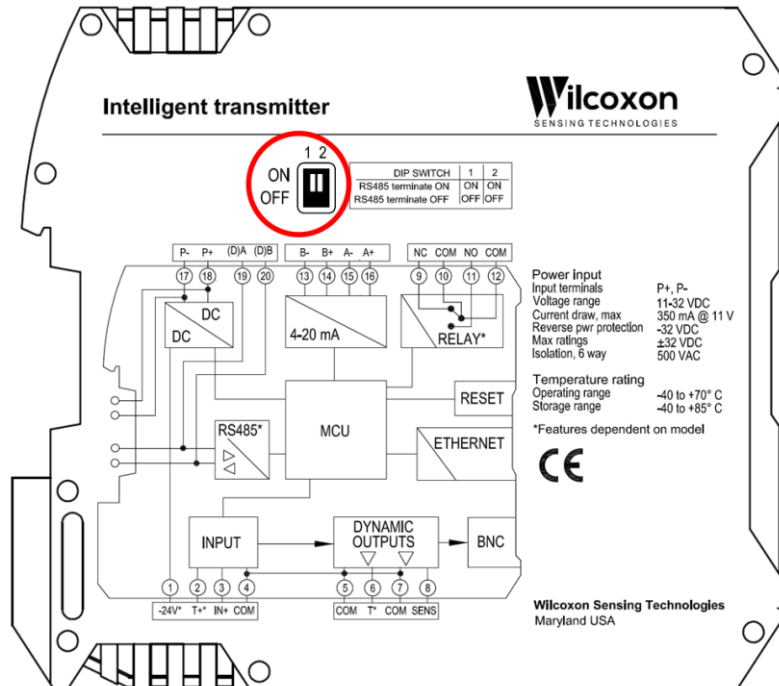 Intelligent transmitter
Wilcoxon
SENSING TECHNOLOGIES
1 2
ON
OFF
DIP SWITCH 1 2
RS485 terminate ON ON ON
RS485 terminate OFF OFF OFF
P- P+ (D)A (D)B
B- B+ A- A+
NC COM NO COM
17 18 19 20
13 14 15 16
9 10 11 12
DC
DC
4-20 mA
RELAY*
Power Input
Input terminals P+, P-
Voltage range 11-32 VDC
Current draw, max 350 mA @ 11 V
Reverse pwr protection -32 VDC
Max ratings ±32 VDC
Isolation, 6 way 500 VAC
Temperature rating
Operating range -40 to +70° C
Storage range -40 to +85° C
*Features dependent on model
CE
RESET
MCU
RS485*
ETHERNET
INPUT
DYNAMIC
OUTPUTS
BNC
1 2 3 4
5 6 7 8
-24V* T+* IN+ COM
COM T* COM SENS
Wilcoxon Sensing Technologies
Maryland USA